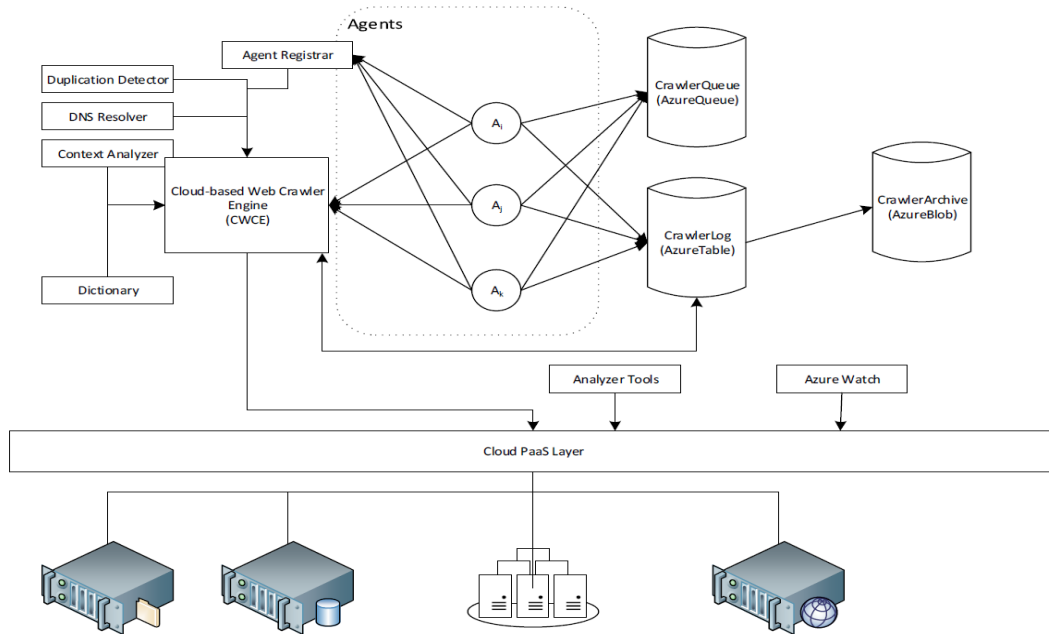 Agents
Agent Registrar
Duplication Detector
DNS Resolver
Context Analyzer
Cloud-based Web Crawler
Engine
(CWCE)
Dictionary
Ai
Aj
Ak
CrawlerQueue
(AzureQueue)
CrawlerLog
(AzureTable)
CrawlerArchive
(AzureBlob)
Analyzer Tools
Azure Watch
Cloud PaaS Layer